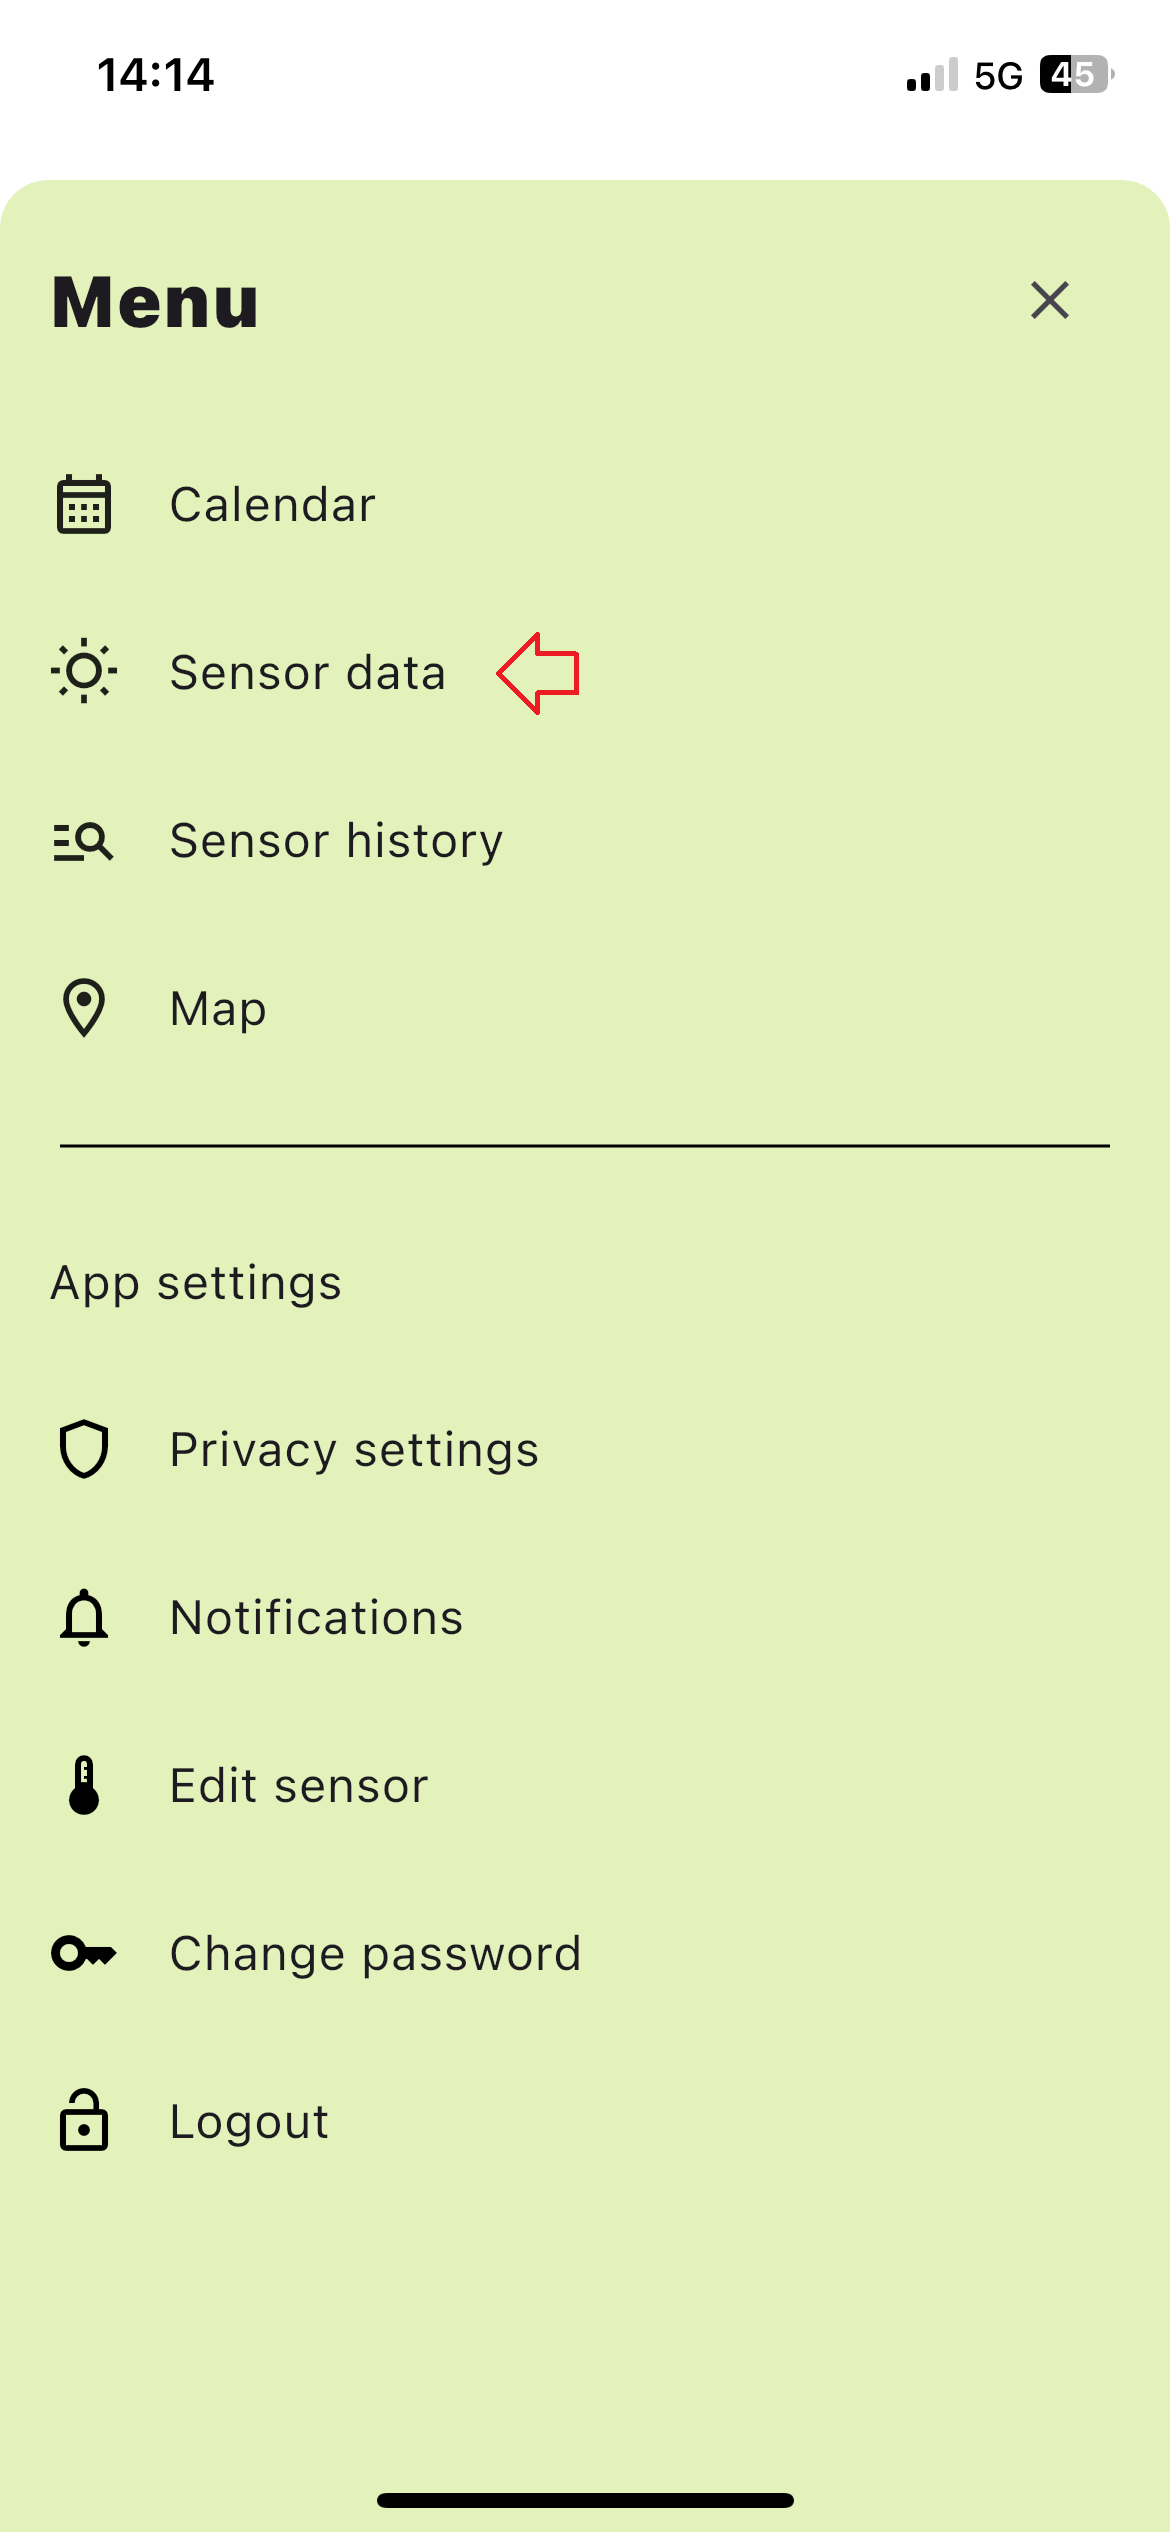 14:14
5G 45
Menu
Calendar
Sensor data
Sensor history
Map
App settings
Privacy settings
Notifications
Edit sensor
Change password
Logout